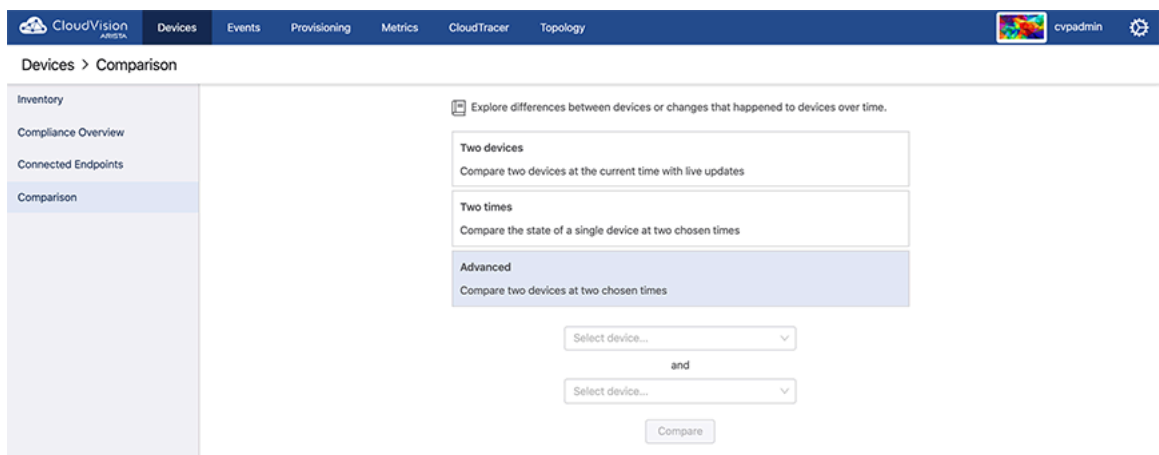 CloudVision
ARISTA
Devices
Events
Provisioning
Metrics
CloudTracer
Topology
cvpadmin
Devices > Comparison
Inventory
Compliance Overview
Connected Endpoints
Comparison
Explore differences between devices or changes that happened to devices over time.
Two devices
Compare two devices at the current time with live updates
Two times
Compare the state of a single device at two chosen times
Advanced
Compare two devices at two chosen times
Select device...
and
Select device...
Compare